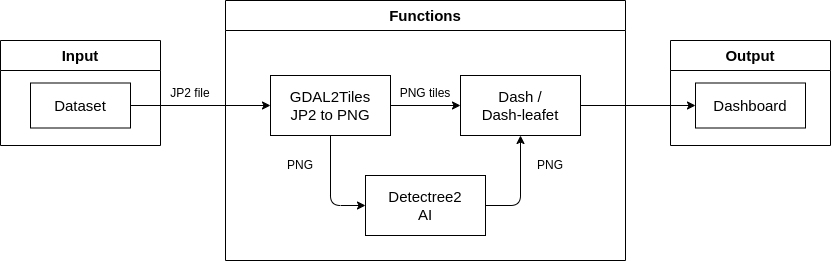 Functions
Input
Output
Dataset
JP2 file
GDAL2Tiles
JP2 to PNG
PNG tiles
Dash /
Dash-leafet
Dashboard
PNG
PNG
Detectree2
AI